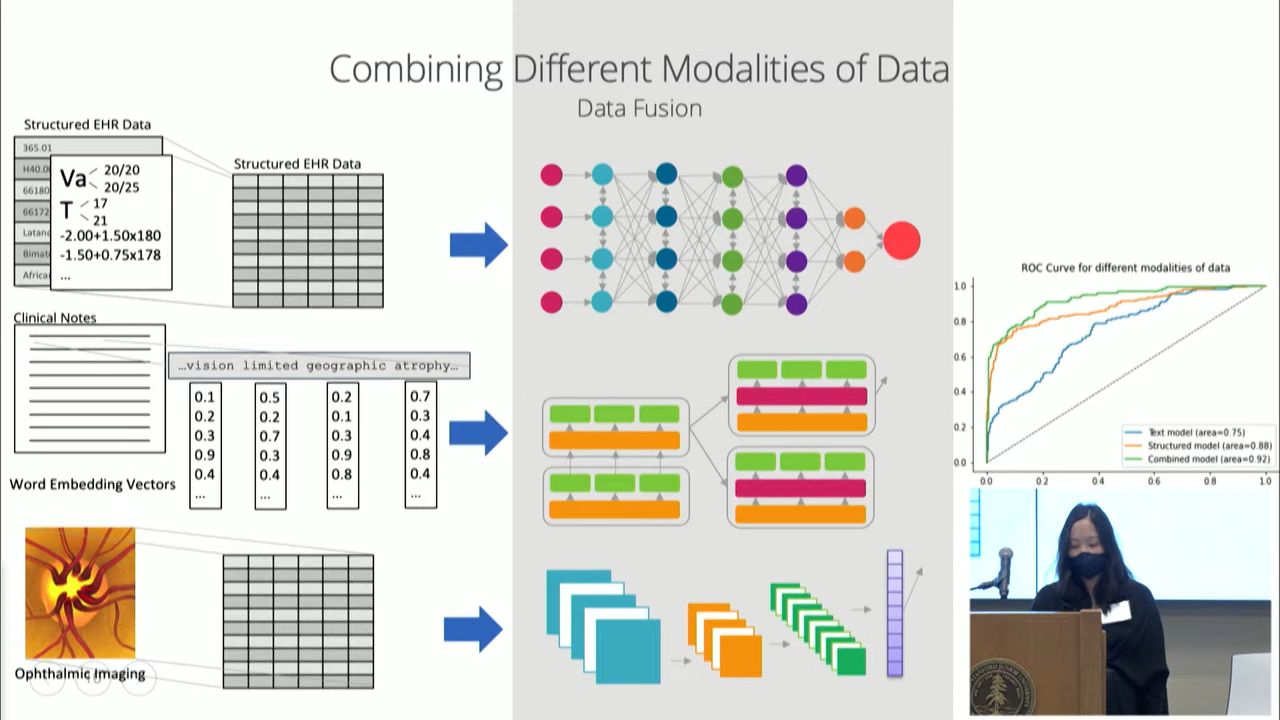 Combining Different Modalities of Data
Data Fusion
Structured EHR Data
365.01
H40.0
66180
66172
Latano
Bimat
Africa
Va
20/20
20/25
T
17
21
-2.00+1.50x180
-1.50+0.75x178
...
Structured EHR Data
Clinical Notes
...vision limited geographic atrophy...
0.1 0.5 0.2 0.7
0.2 0.2 0.1 0.3
0.3 0.7 0.3 0.4
0.9 0.3 0.9 0.8
0.4 0.4 0.8 0.4
... ... ... ...
Word Embedding Vectors
Ophthalmic Imaging
ROC Curve for different modalities of data
1.0
0.8
0.6
0.4
0.2
0.0
Text model (area=0.75)
Structured model (area=0.88)
Combined model (area=0.92)
0.0 0.2 0.4 0.6 0.8 1.0